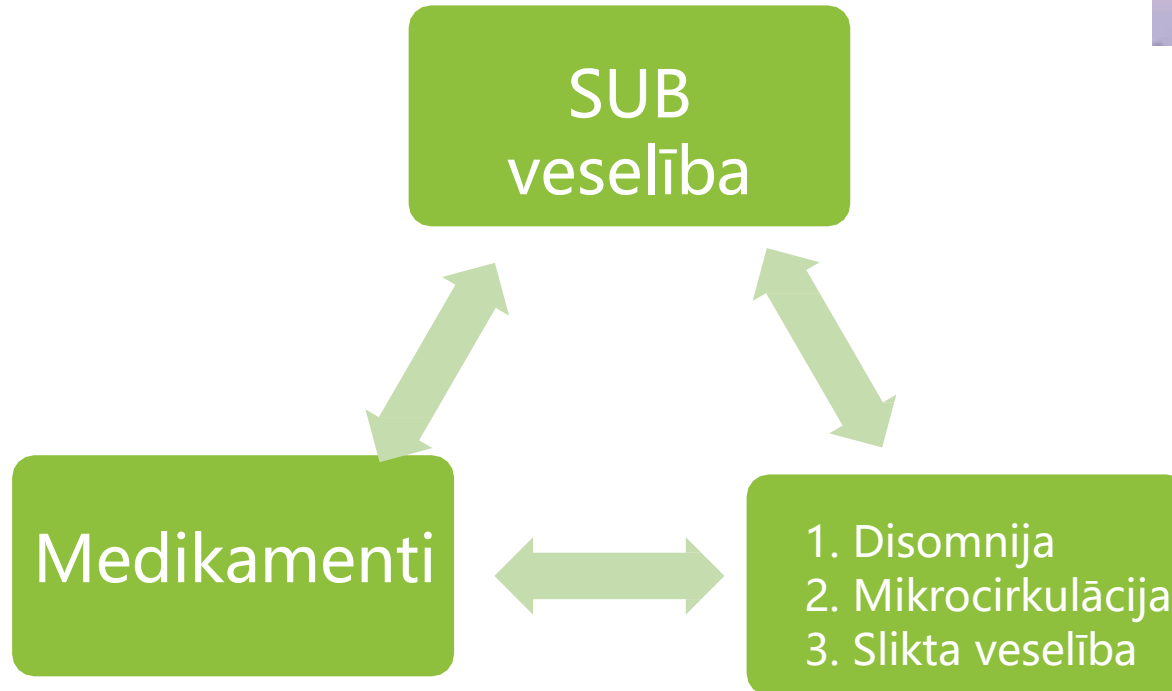 SUB
veselība
Medikamenti
1. Disomnija
2. Mikrocirkulācija
3. Slikta veselība